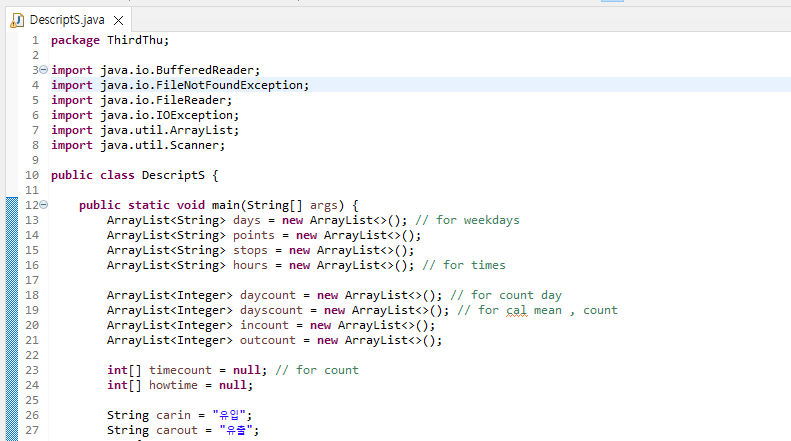 DescriptS.java
1 package ThirdThu;
2
3 import java.io.BufferedReader;
4 import java.io.FileNotFoundException;
5 import java.io.FileReader;
6 import java.io.IOException;
7 import java.util.ArrayList;
8 import java.util.Scanner;
9
10 public class DescriptS {
11
12 public static void main(String[] args) {
13 ArrayList<String> days = new ArrayList<>(); // for weekdays
14 ArrayList<String> points = new ArrayList<>();
15 ArrayList<String> stops = new ArrayList<>();
16 ArrayList<String> hours = new ArrayList<>(); // for times
17
18 ArrayList<Integer> daycount = new ArrayList<>(); // for count day
19 ArrayList<Integer> dayscount = new ArrayList<>(); // for cal mean , count
20 ArrayList<Integer> incount = new ArrayList<>();
21 ArrayList<Integer> outcount = new ArrayList<>();
22
23 int[] timecount = null; // for count
24 int[] howtime = null;
25
26 String carin = "유입";
27 String carout = "유출";